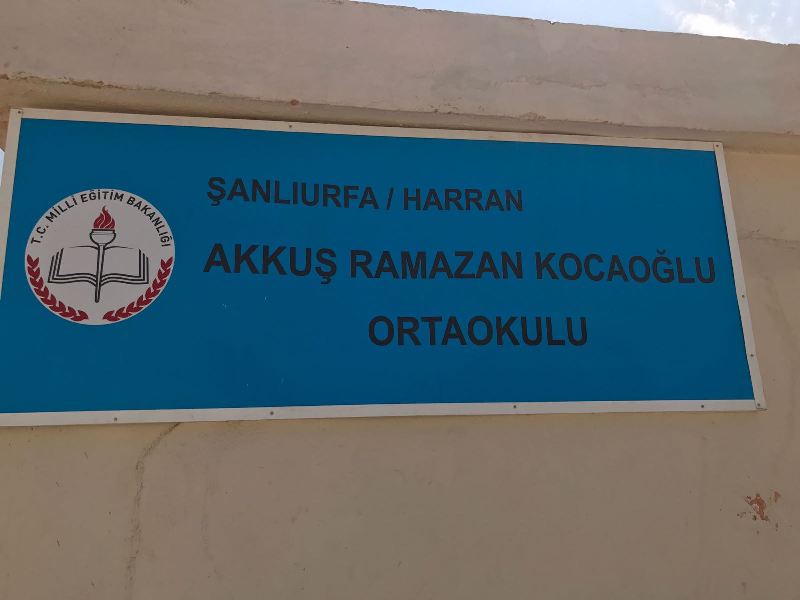 T.C. MİLLİ EĞİTİM BAKANLIĞI
ŞANLIURFA / HARRAN
AKKUŞ RAMAZAN KOCAOĞLU
ORTAOKULU